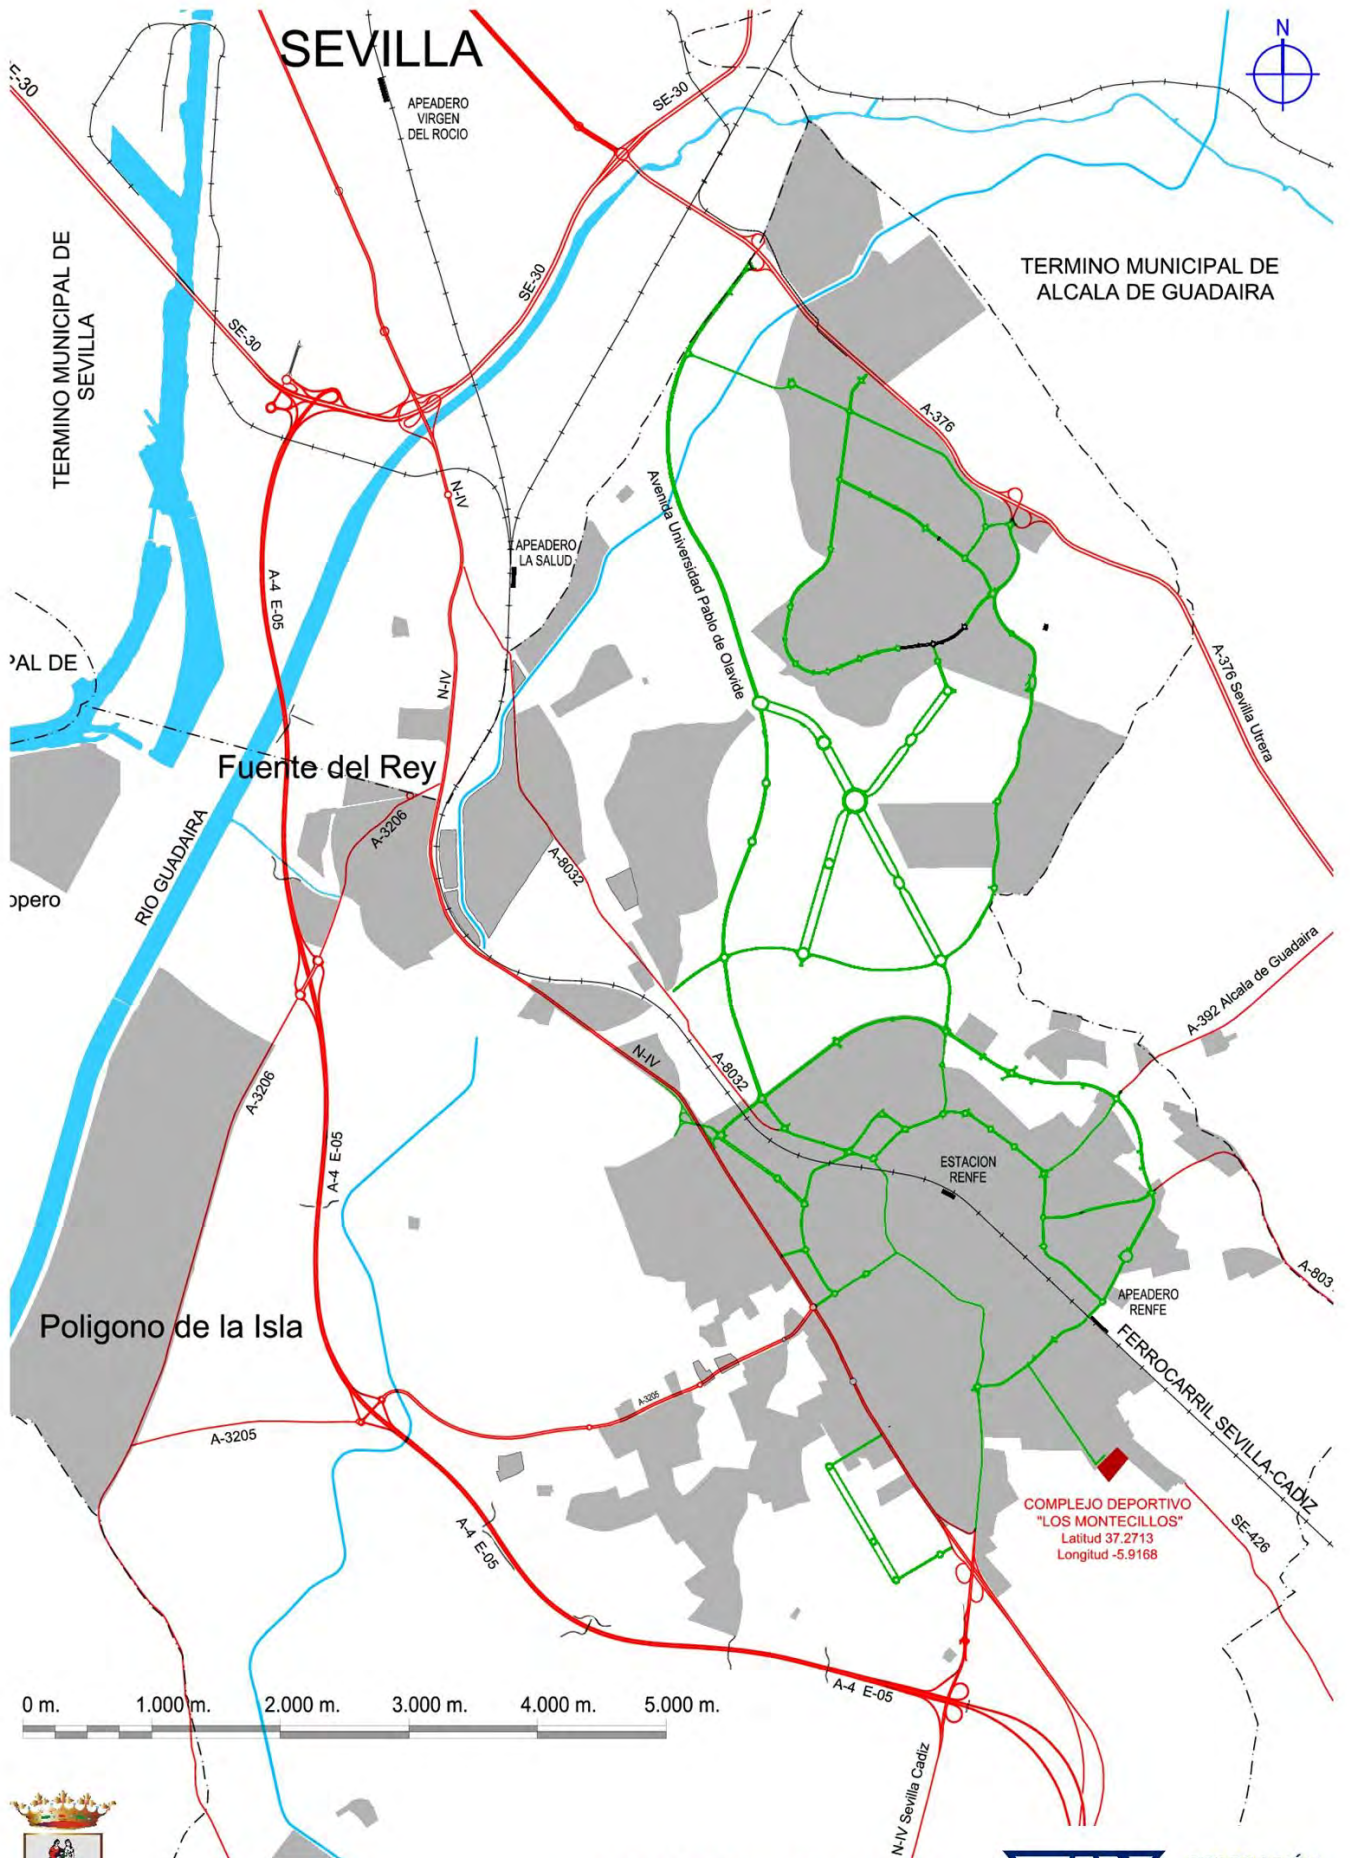 SEVILLA
N
E-30
APEADERO
VIRGEN
DEL ROCIO
SE-30
TERMINO MUNICIPAL DE
SEVILLA
TERMINO MUNICIPAL DE
ALCALA DE GUADAIRA
SE-30
SE-30
A-376
N-IV
Avenida Universidad Pablo de Olavide
APEADERO
LA SALUD
A-4 E-05
PAL DE
N-IV
A-376 Sevilla Utrera
Fuente del Rey
A-3206
A-8032
RIO GUADAIRA
opero
A-392 Alcala de Guadaira
N-IV
A-8032
A-3206
A-4 E-05
ESTACION
RENFE
A-803
APEADERO
RENFE
Poligono de la Isla
FERROCARRIL SEVILLA-CADIZ
A-3205
A-3205
COMPLEJO DEPORTIVO
"LOS MONTECILLOS"
Latitud 37.2713
Longitud -5.9168
SE-426
A-4 E-05
A-4 E-05
0 m.
1.000 m.
2.000 m.
3.000 m.
4.000 m.
5.000 m.
N-IV Sevilla Cadiz